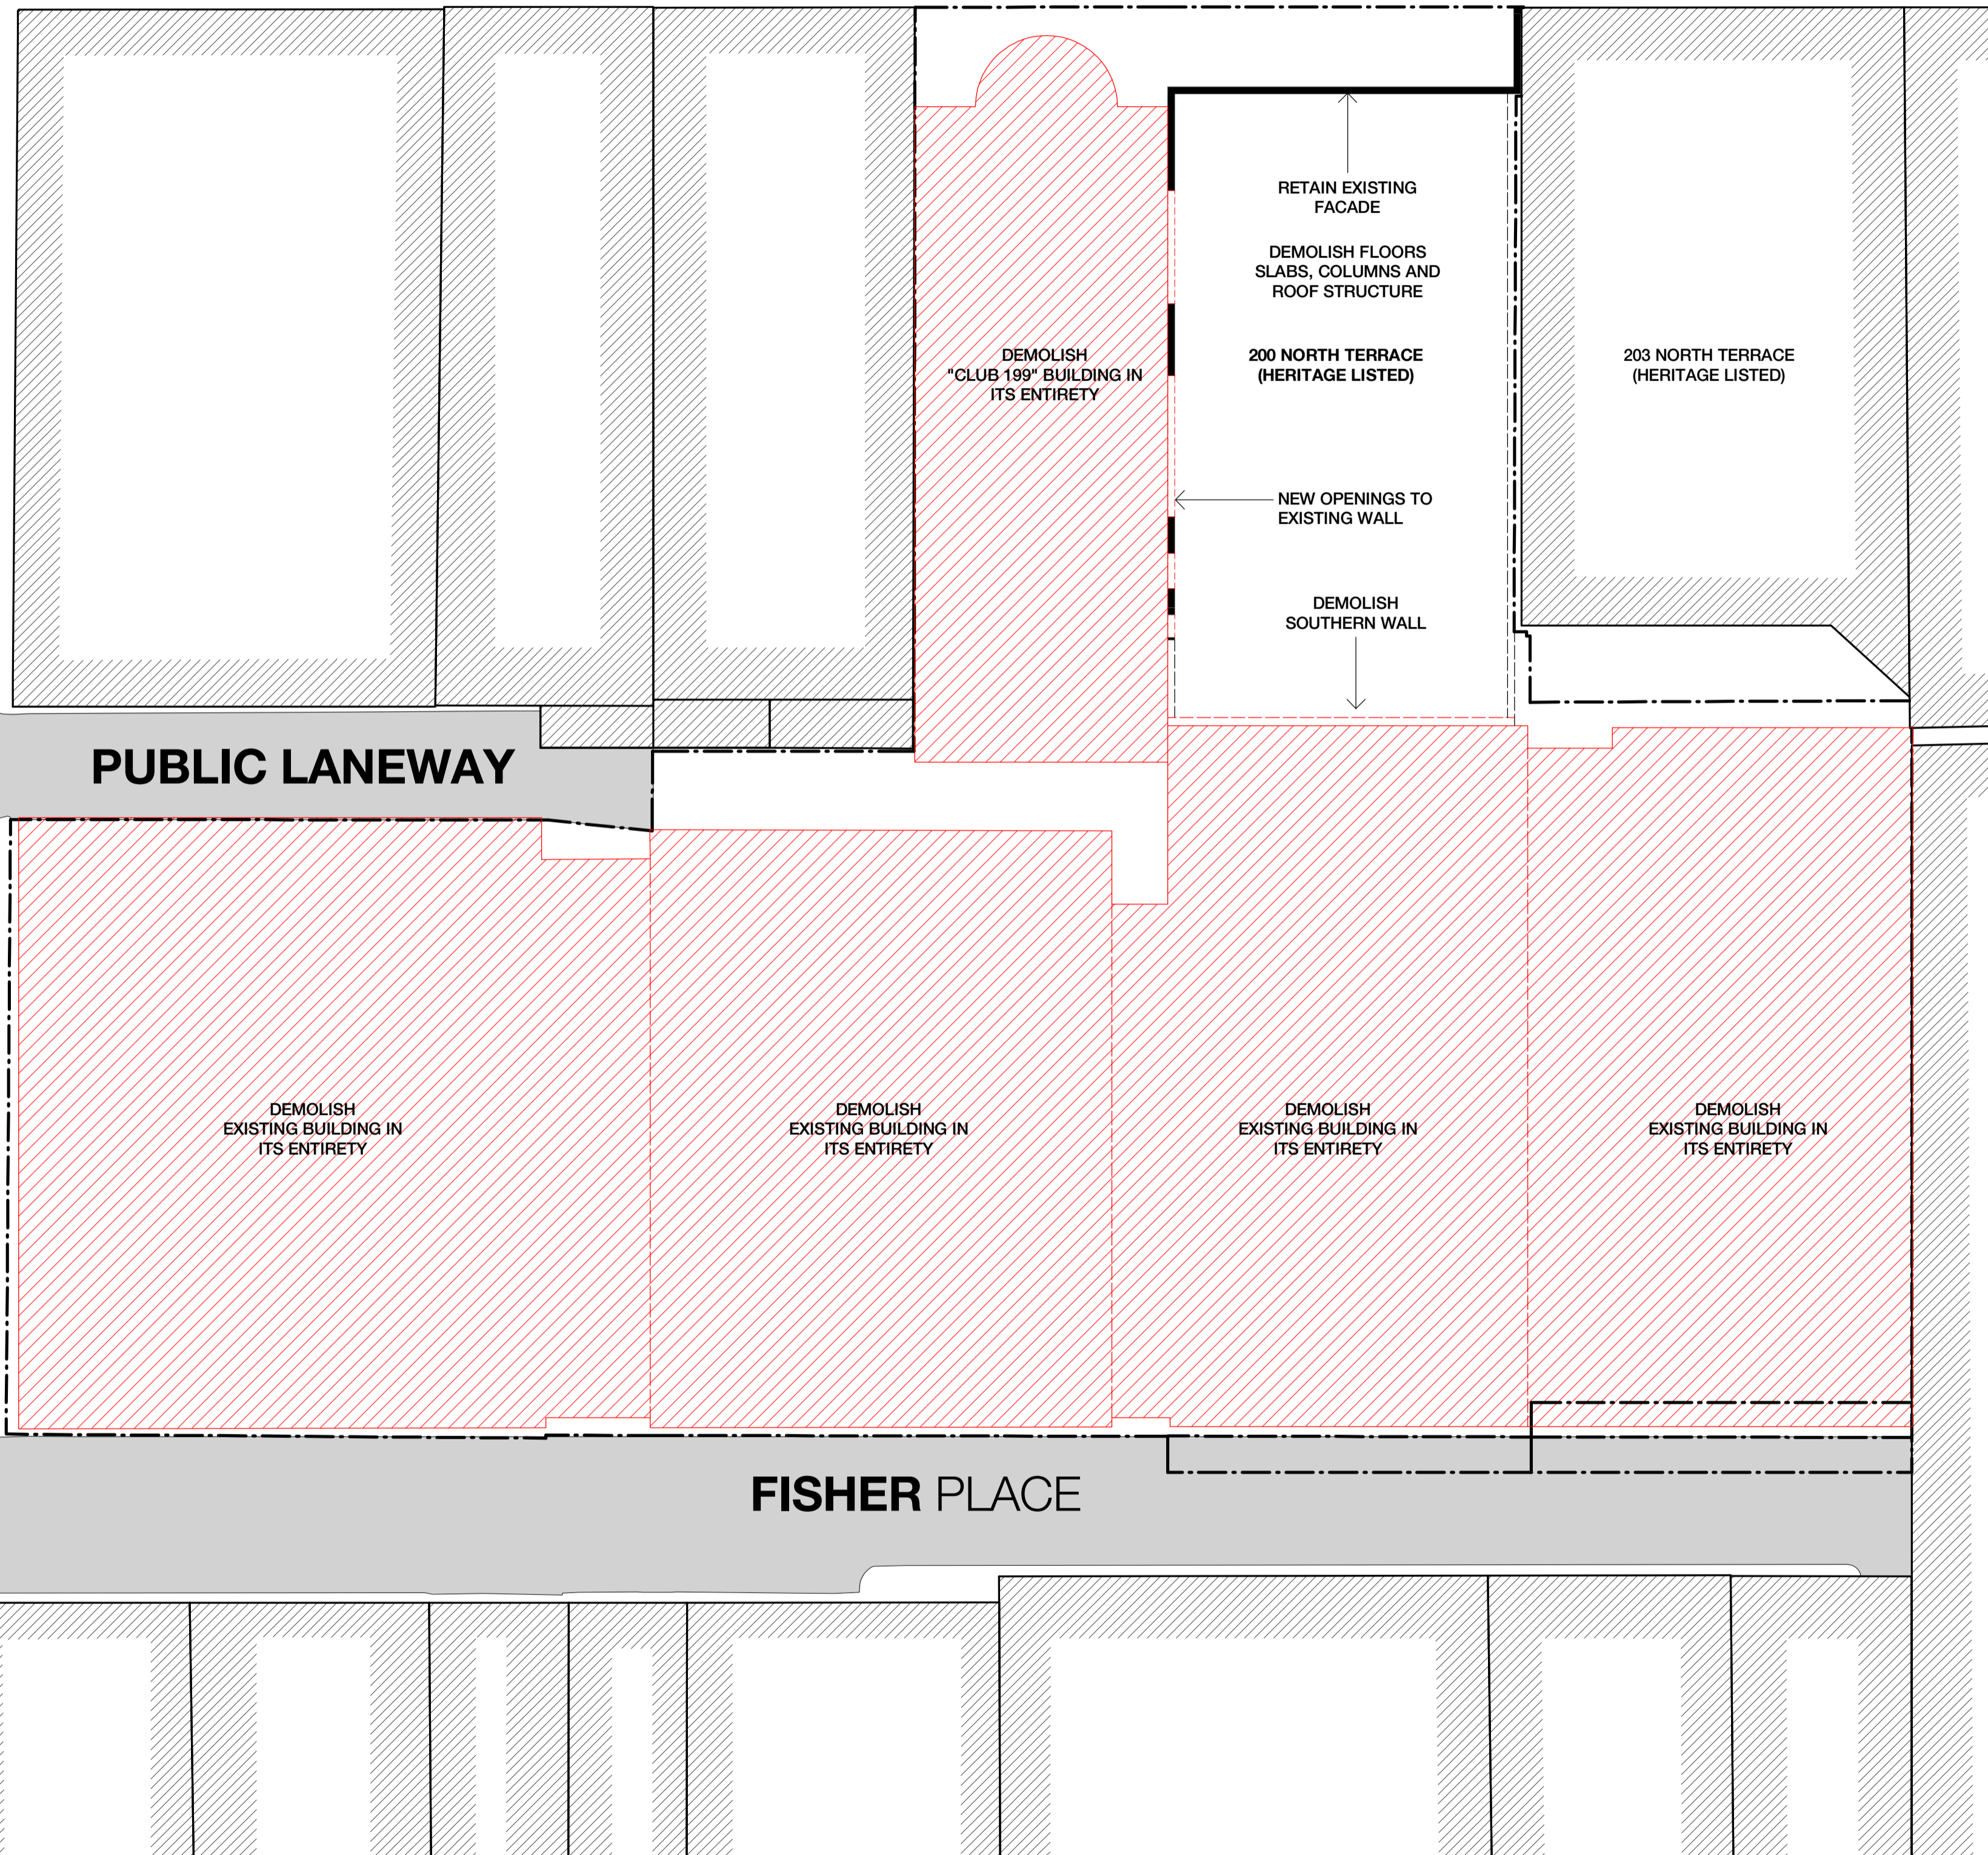 RETAIN EXISTING
FACADE
DEMOLISH FLOORS
SLABS, COLUMNS AND
ROOF STRUCTURE
DEMOLISH
"CLUB 199" BUILDING IN
ITS ENTIRETY
200 NORTH TERRACE
(HERITAGE LISTED)
203 NORTH TERRACE
(HERITAGE LISTED)
NEW OPENINGS TO
EXISTING WALL
DEMOLISH
SOUTHERN WALL
PUBLIC LANEWAY
DEMOLISH
EXISTING BUILDING IN
ITS ENTIRETY
DEMOLISH
EXISTING BUILDING IN
ITS ENTIRETY
DEMOLISH
EXISTING BUILDING IN
ITS ENTIRETY
DEMOLISH
EXISTING BUILDING IN
ITS ENTIRETY
FISHER PLACE